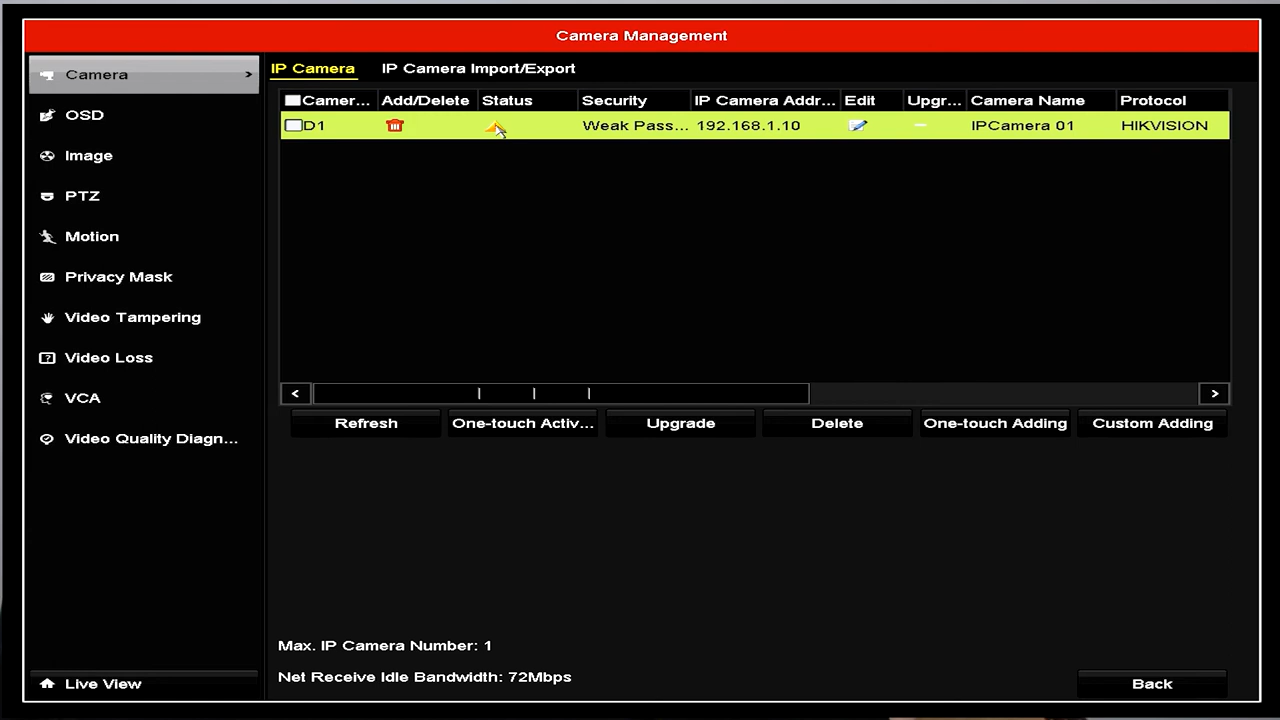 Camera Management
Camera >
OSD
Image
PTZ
Motion
Privacy Mask
Video Tampering
Video Loss
VCA
Video Quality Diagn...
Live View
IP Camera IP Camera Import/Export
Camer... Add/Delete Status Security IP Camera Addr... Edit Upgr... Camera Name Protocol
D1 Weak Pass... 192.168.1.10 IPCamera 01 HIKVISION
< >
Refresh One-touch Activ... Upgrade Delete One-touch Adding Custom Adding
Max. IP Camera Number: 1
Net Receive Idle Bandwidth: 72Mbps
Back